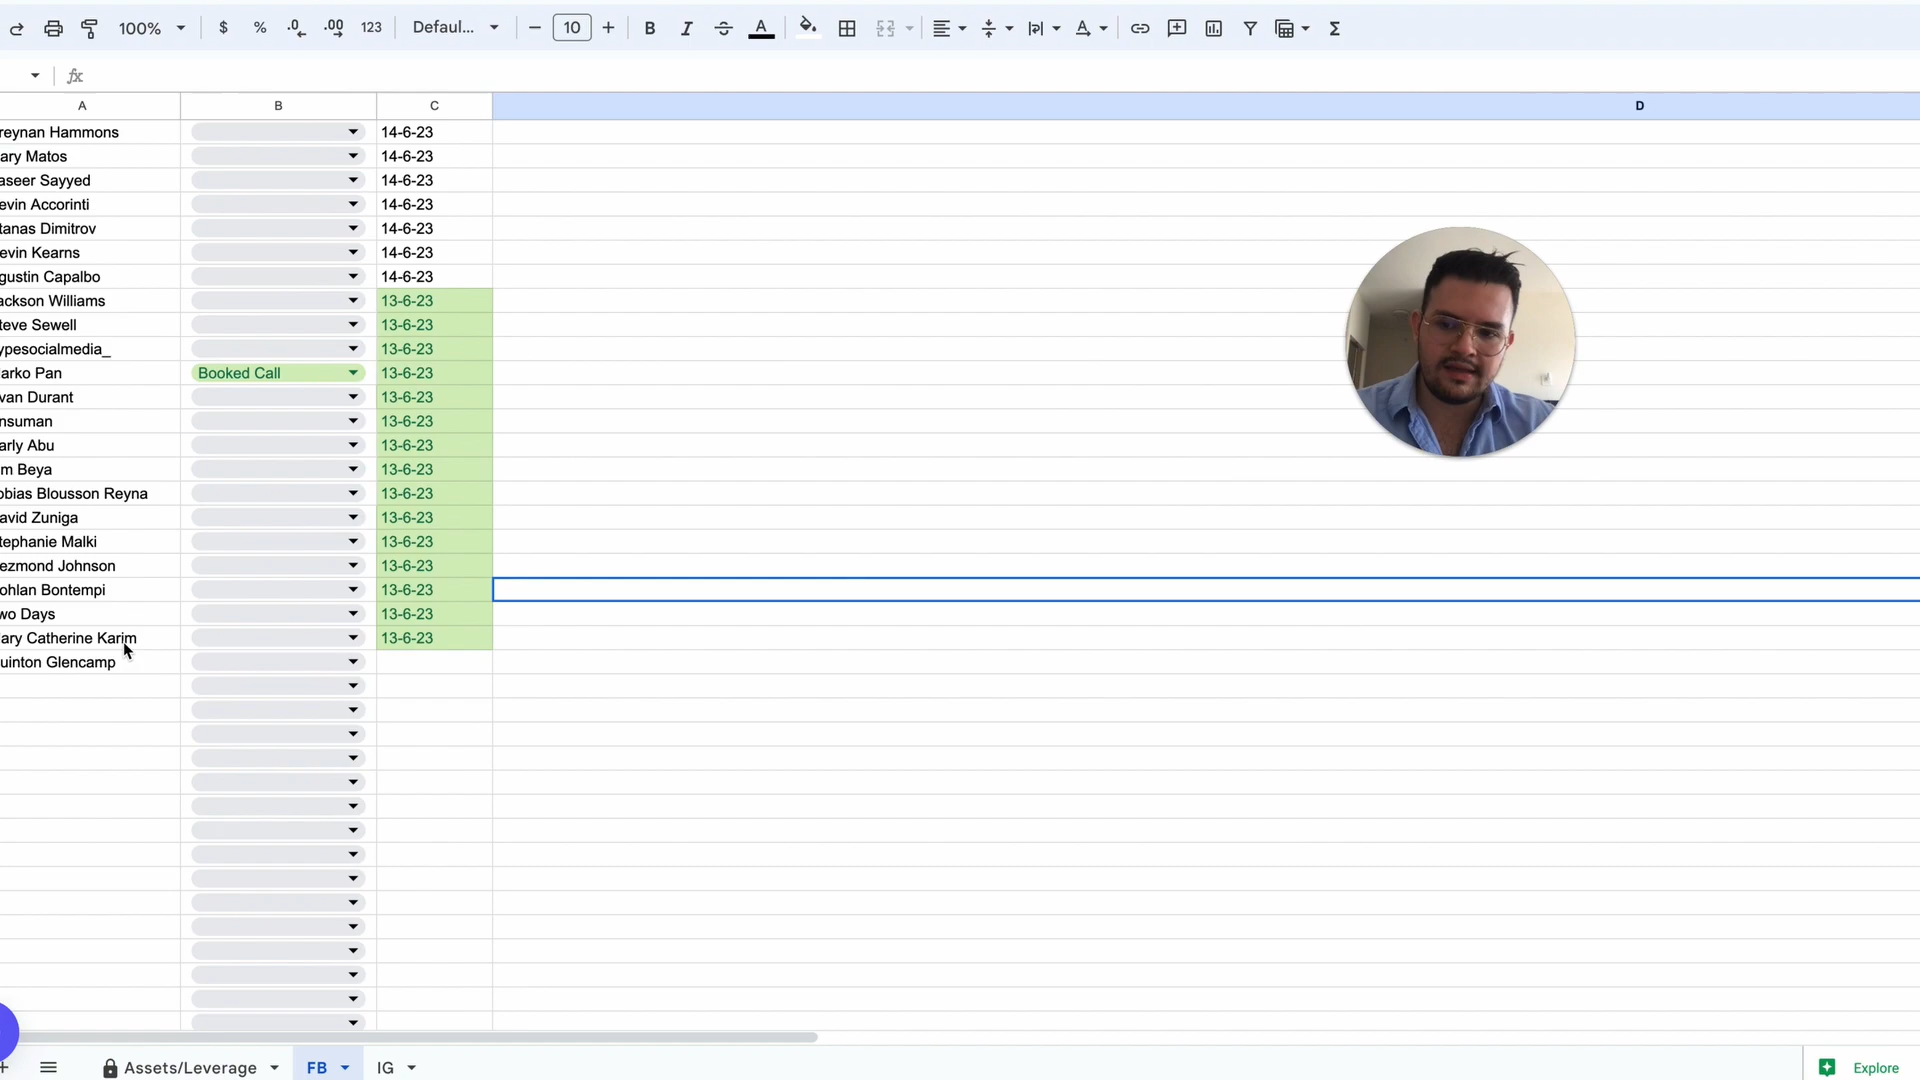 100% $ % .0 .00 123 Defaul... 10 B I A
fx
A B C D
reynan Hammons 14-6-23
ary Matos 14-6-23
aseer Sayyed 14-6-23
evin Accorinti 14-6-23
tanas Dimitrov 14-6-23
evin Kearns 14-6-23
gustin Capalbo 14-6-23
ackson Williams 13-6-23
teve Sewell 13-6-23
ypesocialmedia_ 13-6-23
arko Pan Booked Call 13-6-23
van Durant 13-6-23
nsuman 13-6-23
arly Abu 13-6-23
m Beya 13-6-23
obias Blousson Reyna 13-6-23
avid Zuniga 13-6-23
tephanie Malki 13-6-23
ezmond Johnson 13-6-23
ohlan Bontempi 13-6-23
wo Days 13-6-23
ary Catherine Karim 13-6-23
uinton Glencamp
Assets/Leverage FB IG Explore